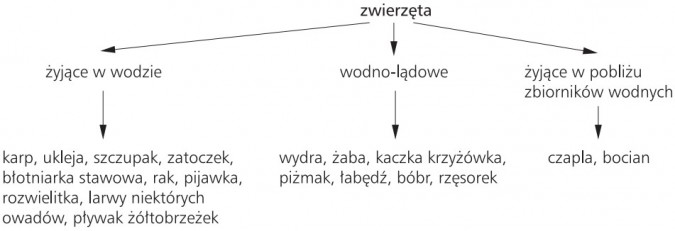 zwierzęta
żyjące w wodzie
wodno-lądowe
żyjące w pobliżu
zbiorników wodnych
karp, ukleja, szczupak, zatoczek,
błotniarka stawowa, rak, pijawka,
rozwielitka, larwy niektórych
owadów, pływak żółtobrzeżek
wydra, żaba, kaczka krzyżówka,
piżmak, łabędź, bóbr, rzęsorek
czapla, bocian